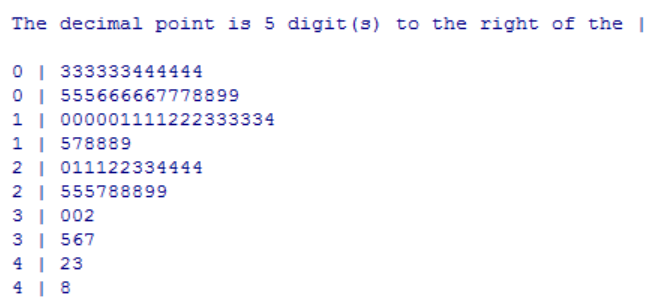 The decimal point is 5 digit(s) to the right of the |
0 | 333333444444
0 | 555666667778899
1 | 000001111222333334
1 | 578889
2 | 011122334444
2 | 555788899
3 | 002
3 | 567
4 | 23
4 | 8